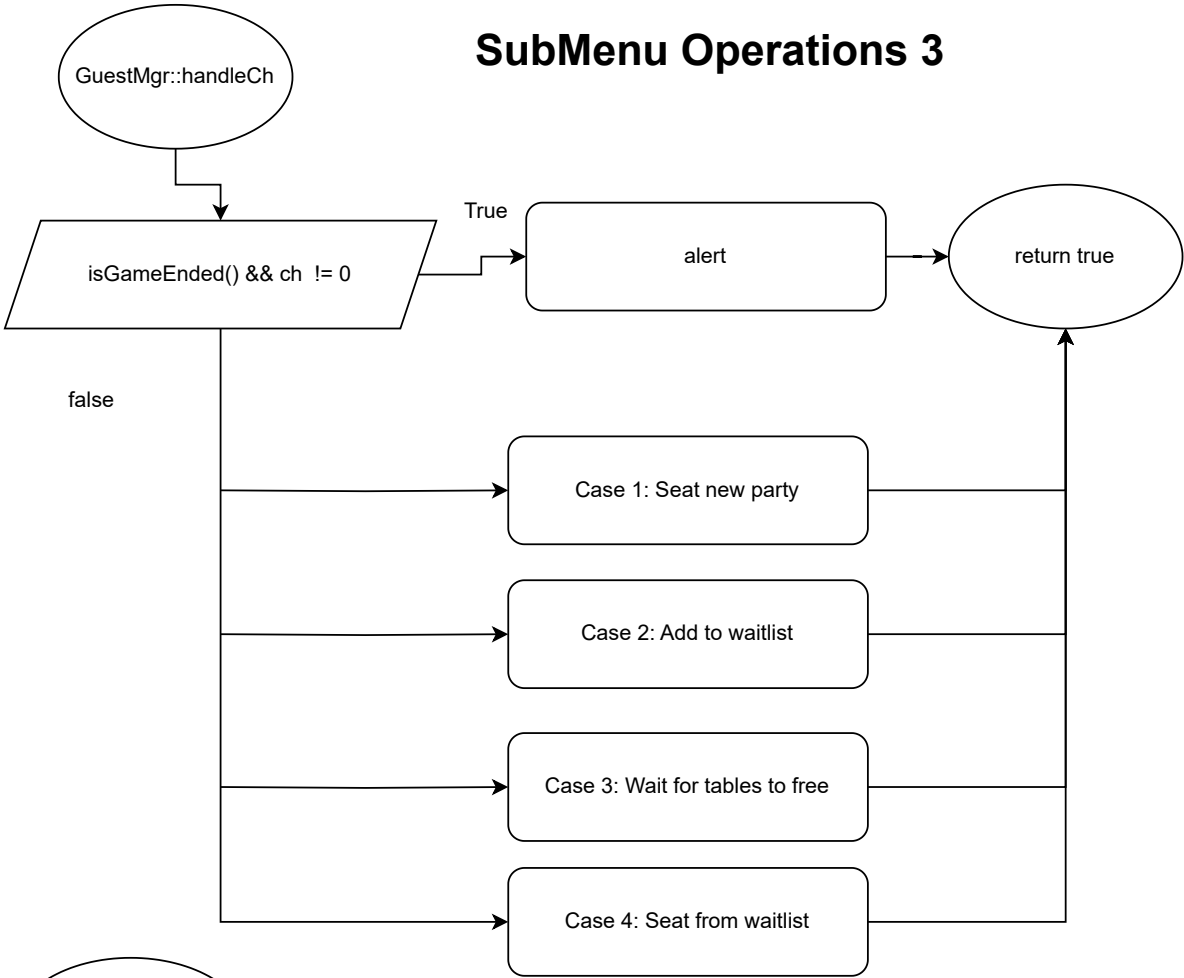 SubMenu Operations 3
GuestMgr::handleCh
True
isGameEnded() && ch  != 0
alert
return true
false
Case 1: Seat new party
Case 2: Add to waitlist
Case 3: Wait for tables to free
Case 4: Seat from waitlist